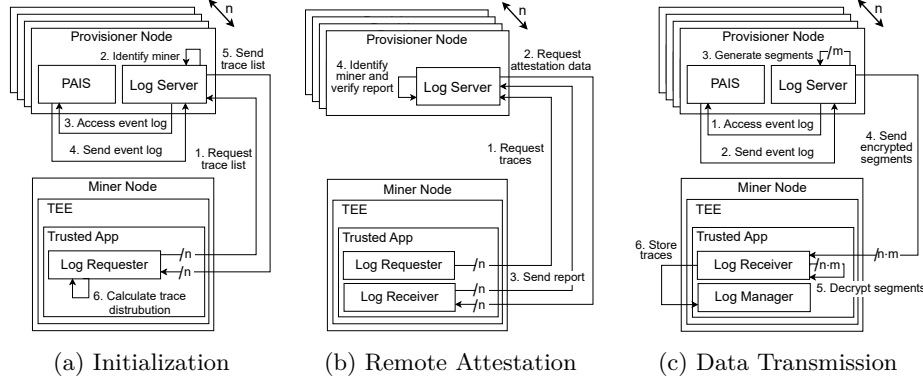 n
Provisioner Node
2. Identify miner
PAIS
Log Server
5. Send
trace list
3. Access event log
4. Send event log
1. Request
trace list
Miner Node
TEE
Trusted App
Log Requester
/n
/n
6. Calculate trace
distrubution
(a) Initialization
n
Provisioner Node
4. Identify
miner and
verify report
Log Server
2. Request
attestation data
1. Request
traces
Miner Node
TEE
Trusted App
Log Requester
/n
3. Send report
Log Receiver
/n
/n
(b) Remote Attestation
n
Provisioner Node
3. Generate segments
/m
PAIS
Log Server
1. Access event log
2. Send event log
4. Send
encrypted
segments
Miner Node
TEE
Trusted App
6. Store
traces
Log Receiver
/n·m
/n·m
5. Decrypt segments
Log Manager
(c) Data Transmission